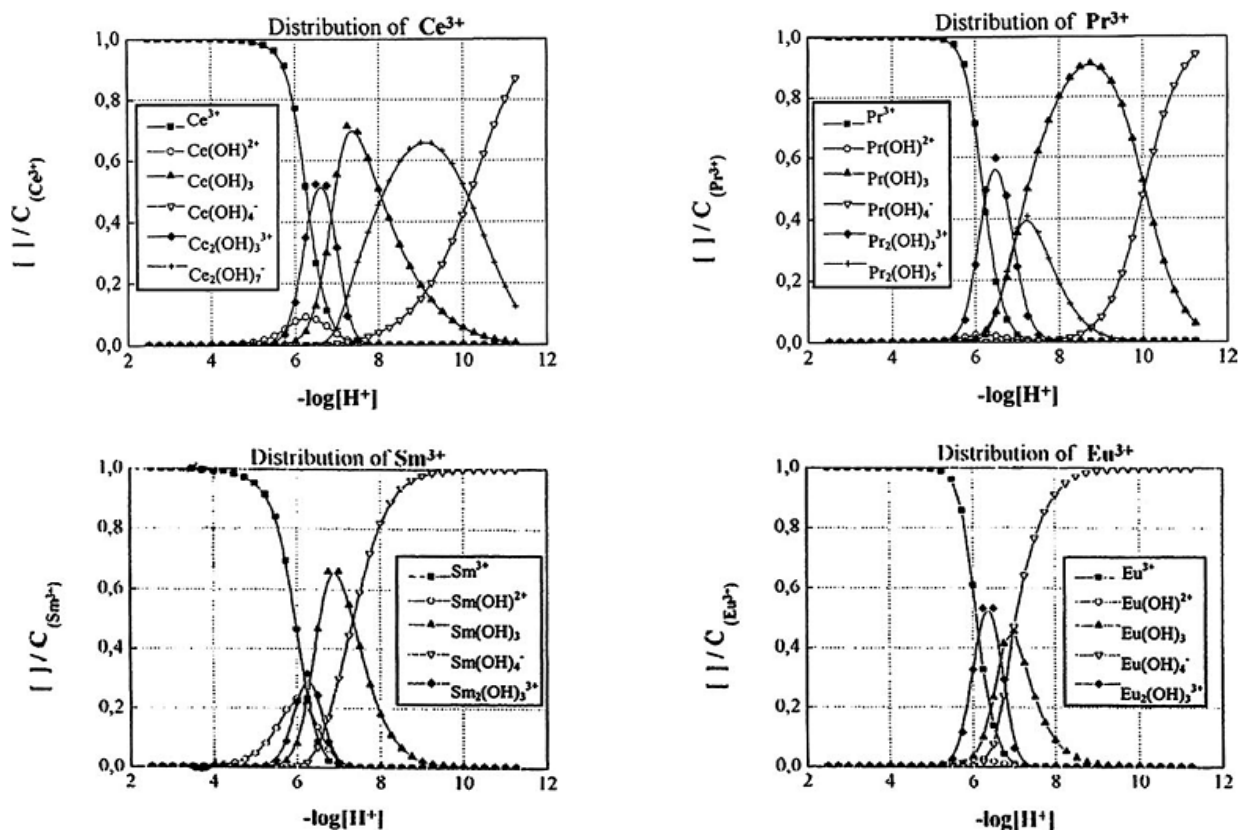 Distribution of Ce³⁺
1,0
0,8
0,6
0,4
0,2
0,0
2 4 6 8 10 12
[ ] / C(Ce³⁺)
-log[H⁺]
Ce³⁺
Ce(OH)²⁺
Ce(OH)₃
Ce(OH)₄⁻
Ce₂(OH)₃³⁺
Ce₂(OH)₇⁻
Distribution of Pr³⁺
1,0
0,8
0,6
0,4
0,2
0,0
2 4 6 8 10 12
[ ] / C(Pr³⁺)
-log[H⁺]
Pr³⁺
Pr(OH)²⁺
Pr(OH)₃
Pr(OH)₄⁻
Pr₂(OH)₃³⁺
Pr₂(OH)₅⁺
Distribution of Sm³⁺
1,0
0,8
0,6
0,4
0,2
0,0
2 4 6 8 10 12
[ ] / C(Sm³⁺)
-log[H⁺]
Sm³⁺
Sm(OH)²⁺
Sm(OH)₃
Sm(OH)₄⁻
Sm₂(OH)₃³⁺
Distribution of Eu³⁺
1,0
0,8
0,6
0,4
0,2
0,0
2 4 6 8 10 12
[ ] / C(Eu³⁺)
-log[H⁺]
Eu³⁺
Eu(OH)²⁺
Eu(OH)₃
Eu(OH)₄⁻
Eu₂(OH)₃³⁺